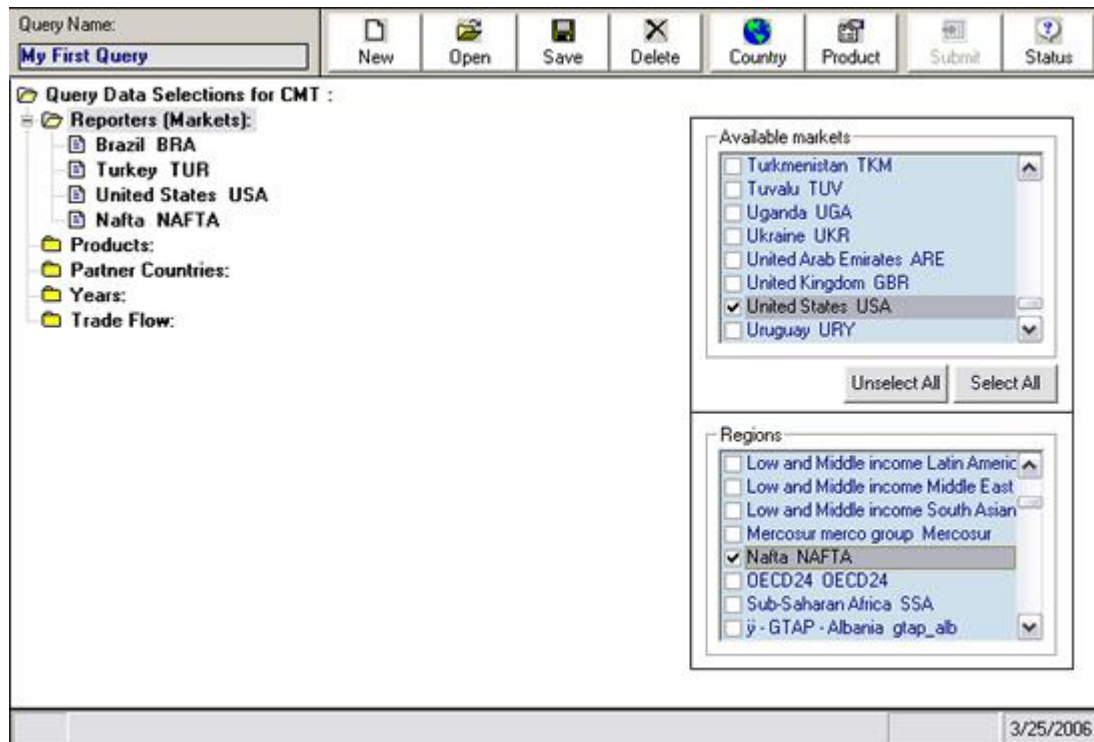 Query Name:
My First Query
New
Open
Save
Delete
Country
Product
Submit
Status
Query Data Selections for CMT :
Reporters (Markets):
Brazil BRA
Turkey TUR
United States USA
Nafta NAFTA
Products:
Partner Countries:
Years:
Trade Flow:
Available markets
Turkmenistan TKM
Tuvalu TUV
Uganda UGA
Ukraine UKR
United Arab Emirates ARE
United Kingdom GBR
United States USA
Uruguay URY
Unselect All Select All
Regions
Low and Middle income Latin Americ
Low and Middle income Middle East
Low and Middle income South Asian
Mercosur merco group Mercosur
Nafta NAFTA
OECD24 OECD24
Sub-Saharan Africa SSA
ÿ - GTAP - Albania gtap_alb
3/25/2006